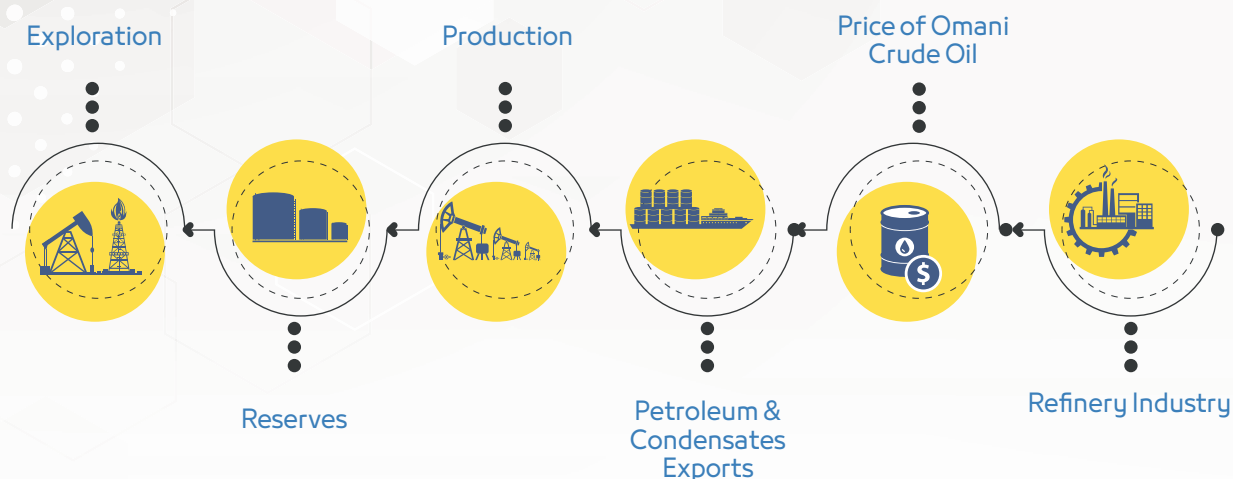 Exploration
Reserves
Production
Petroleum &
Condensates
Exports
Price of Omani
Crude Oil
$
Refinery Industry